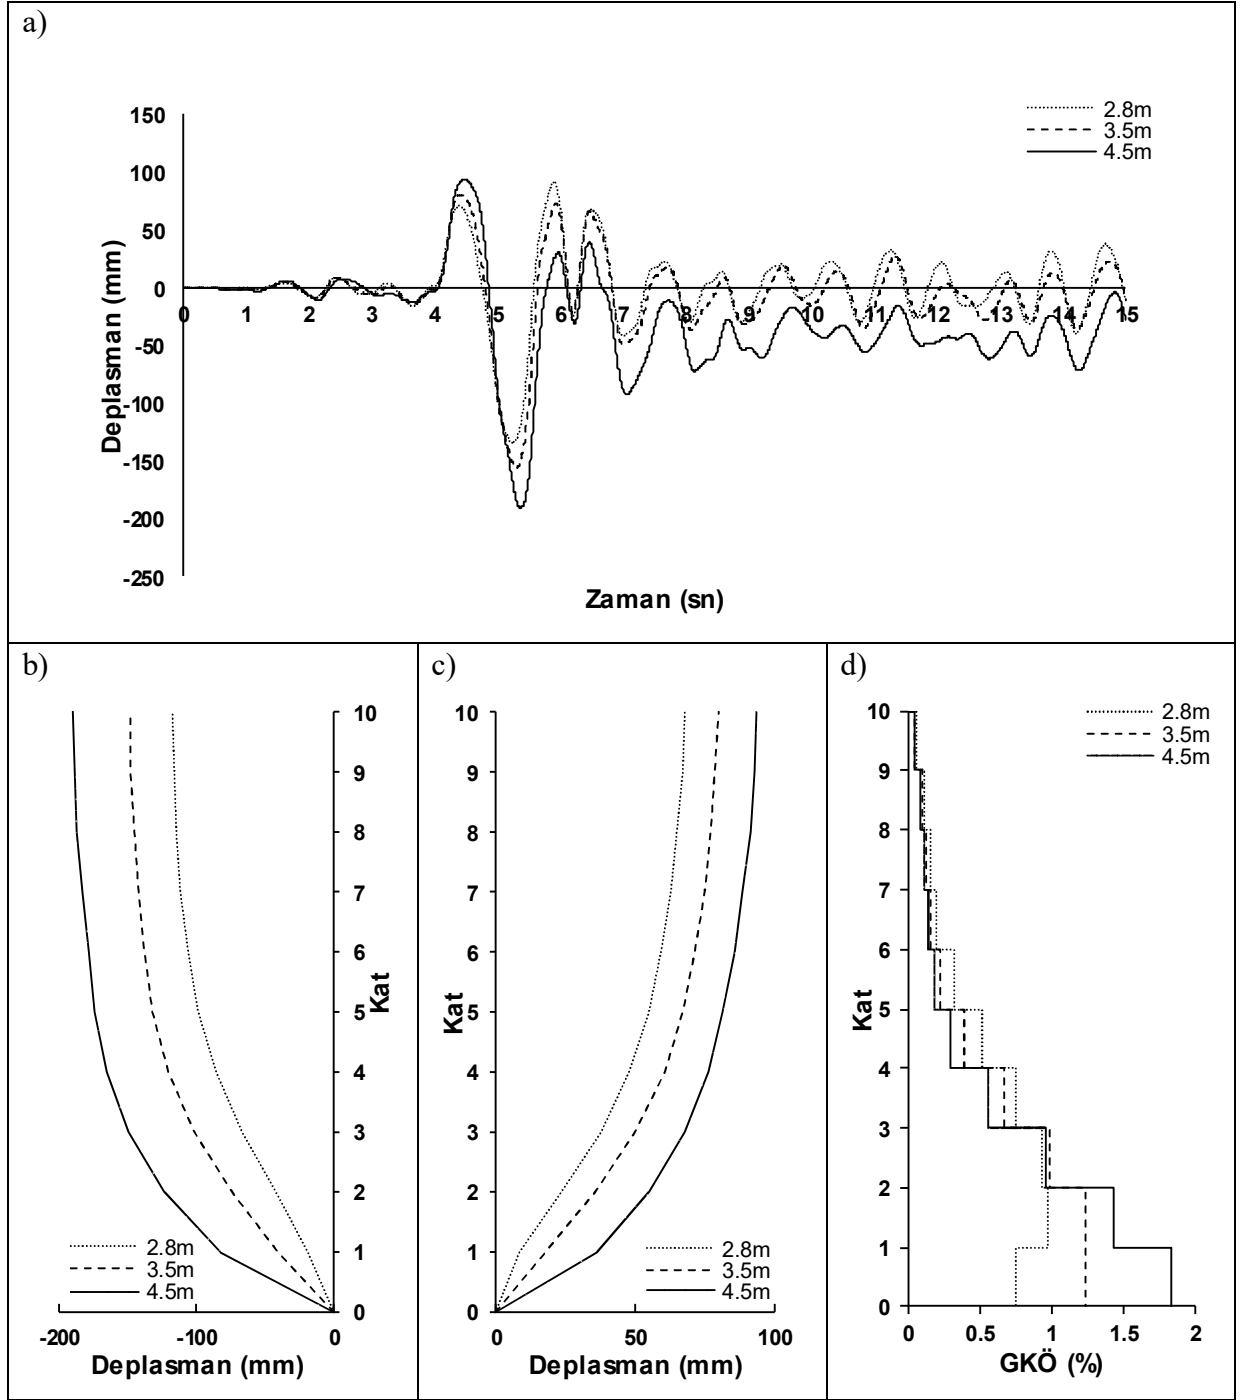 a)
150
100
50
0
-50
-100
-150
-200
-250
Deplasman (mm)
0 1 2 3 4 5 6 7 8 9 10 11 12 13 14 15
Zaman (sn)
2.8m
3.5m
4.5m
b)
10
9
8
7
6
5
4
3
2
1
0
Kat
2.8m
3.5m
4.5m
-200 -100 0
Deplasman (mm)
c)
10
9
8
7
6
5
4
3
2
1
0
Kat
2.8m
3.5m
4.5m
0 50 100
Deplasman (mm)
d)
2.8m
3.5m
4.5m
10
9
8
7
6
5
4
3
2
1
0
Kat
0 0.5 1 1.5 2
GKÖ (%)